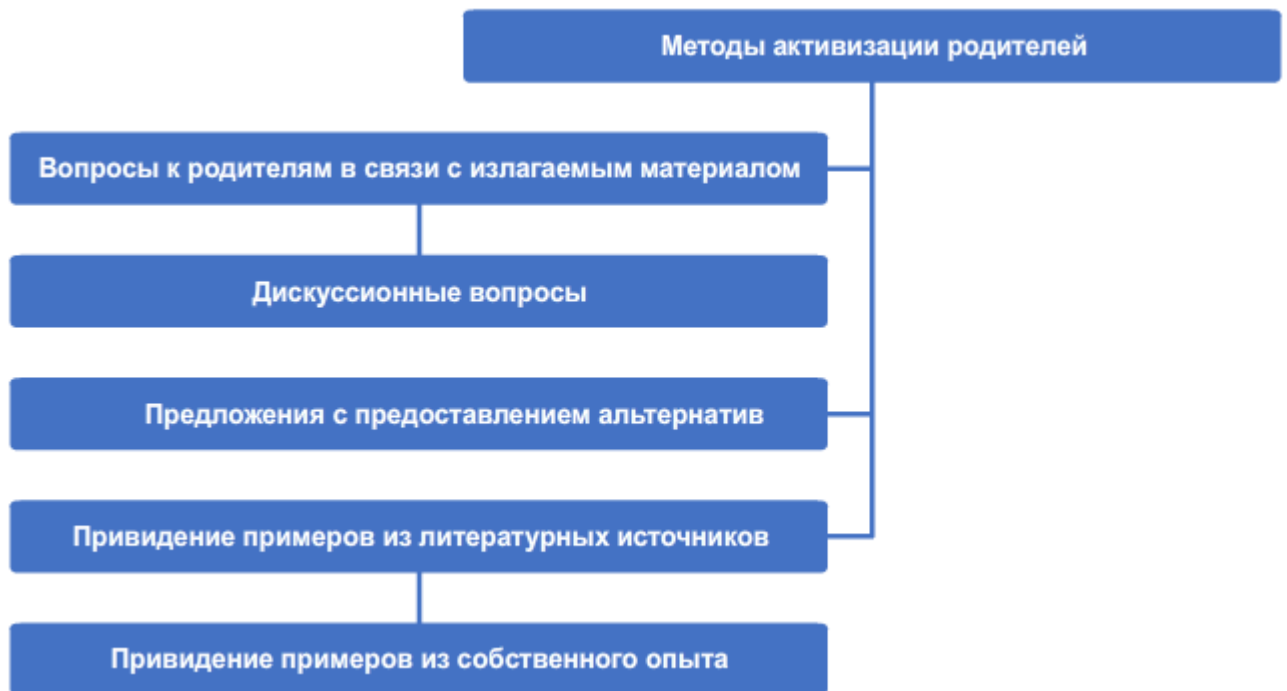 Методы активизации родителей
Вопросы к родителям в связи с излагаемым материалом
Дискуссионные вопросы
Предложения с предоставлением альтернатив
Привидение примеров из литературных источников
Привидение примеров из собственного опыта